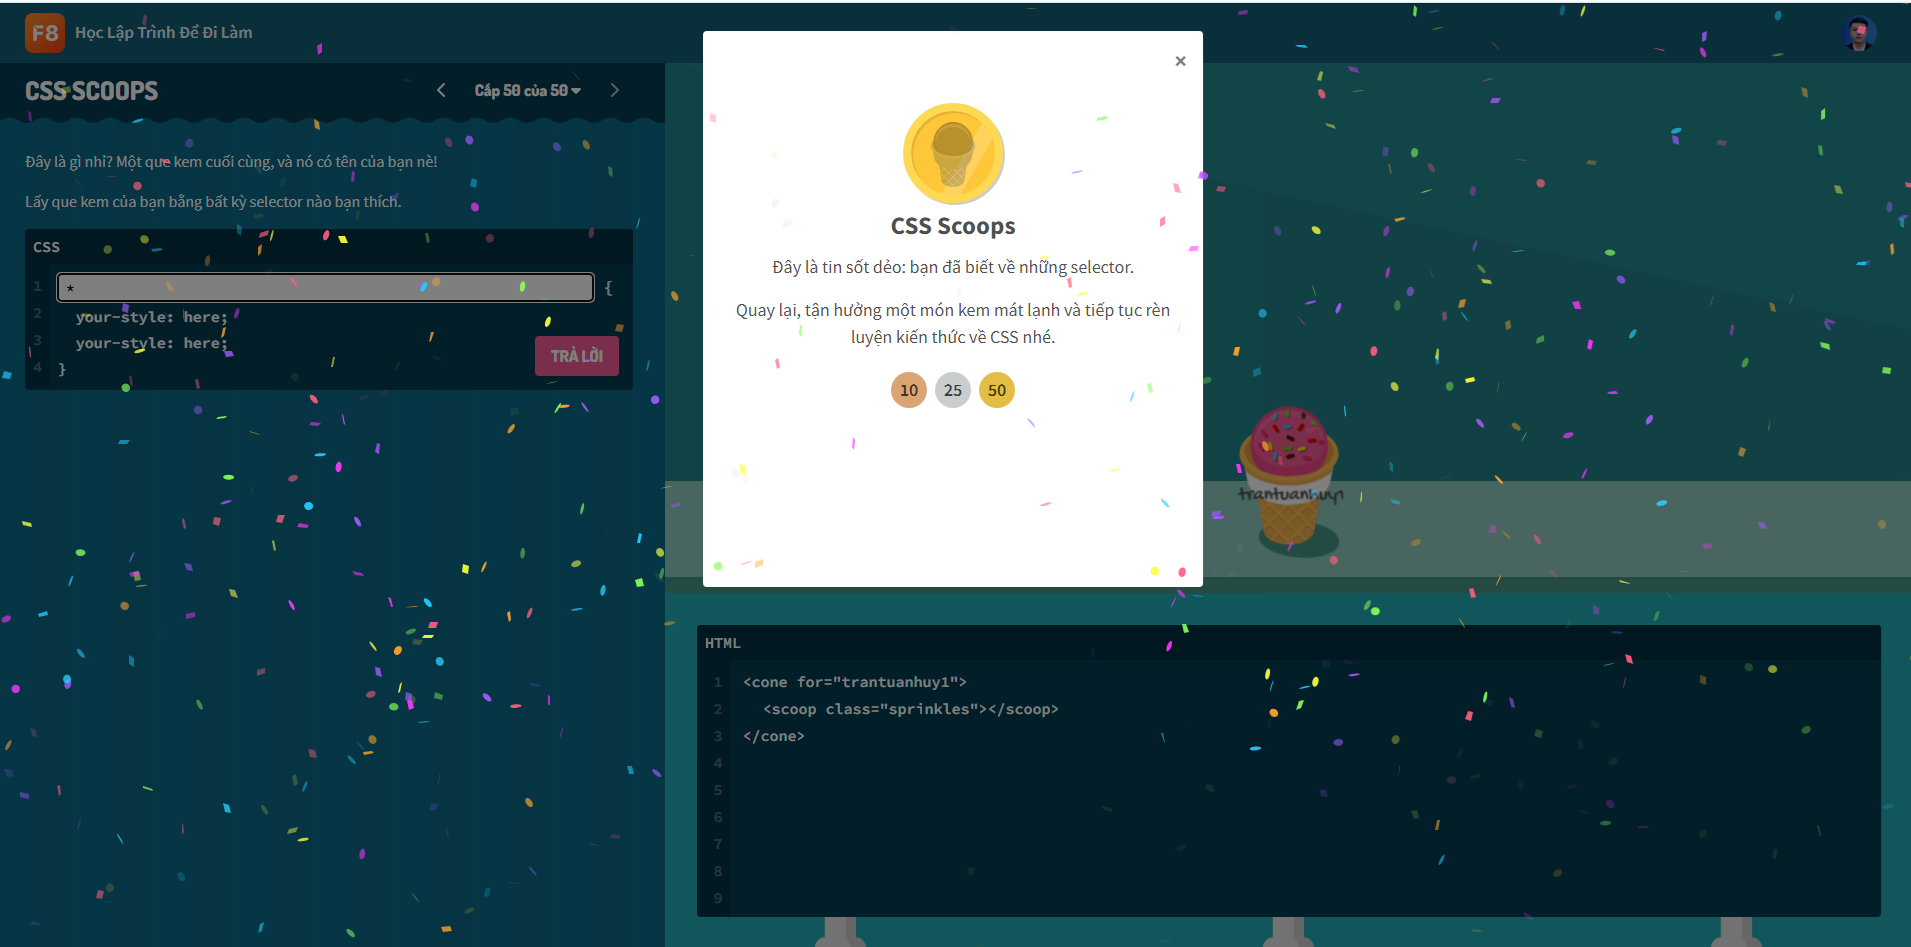 F8 Học Lập Trình Để Đi Làm
CSS SCOOPS
Cấp 50 của 50
Đây là gì nhỉ? Một que kem cuối cùng, và nó có tên của bạn nè!
Lấy que kem của bạn bằng bất kỳ selector nào bạn thích.
CSS
1 * {
2 your-style: here;
3 your-style: here;
4 }
TRẢ LỜI
×
CSS Scoops
Đây là tin sốt dẻo: bạn đã biết về những selector.
Quay lại, tận hưởng một món kem mát lạnh và tiếp tục rèn
luyện kiến thức về CSS nhé.
10 25 50
trantuanhuy1
HTML
1 <cone for="trantuanhuy1">
2 <scoop class="sprinkles"></scoop>
3 </cone>
4
5
6
7
8
9